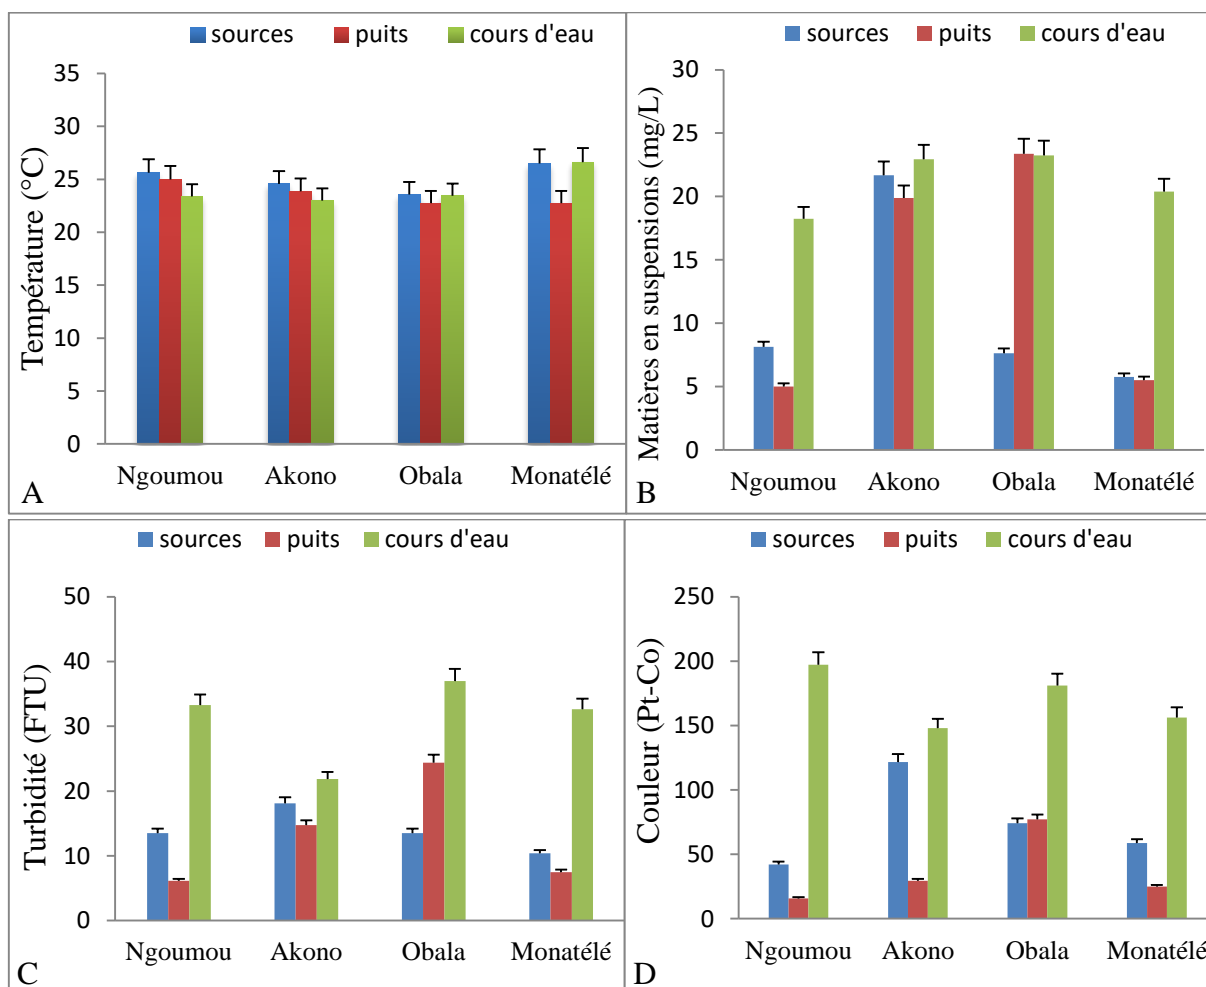 sources puits cours d'eau
Température (°C)
35
30
25
20
15
10
5
0
Ngoumou Akono Obala Monatélé
A
sources puits cours d'eau
Matières en suspensions (mg/L)
30
25
20
15
10
5
0
Ngoumou Akono Obala Monatélé
B
sources puits cours d'eau
Turbidité (FTU)
50
40
30
20
10
0
Ngoumou Akono Obala Monatélé
C
sources puits cours d'eau
Couleur (Pt-Co)
250
200
150
100
50
0
Ngoumou Akono Obala Monatélé
D